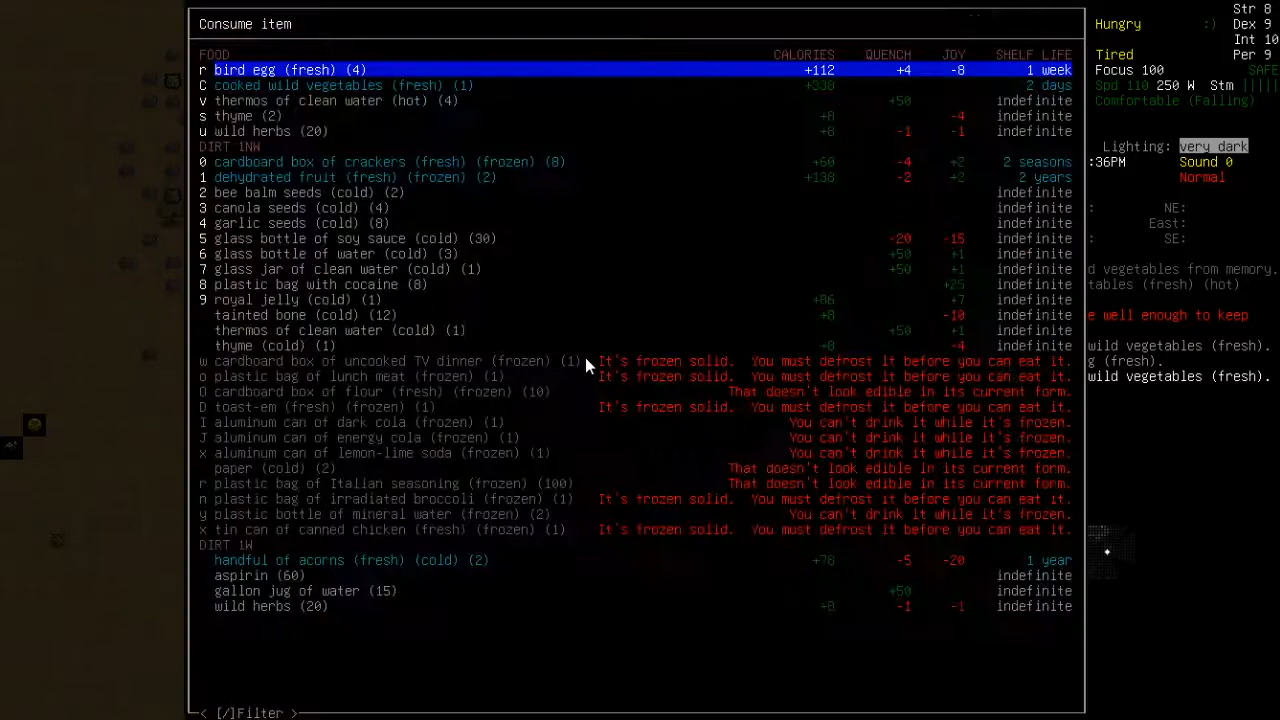 Consume item
FOOD CALORIES QUENCH JOY SHELF LIFE
r bird egg (fresh) (4) +112 +4 -8 1 week
C cooked wild vegetables (fresh) (1) +338 2 days
v thermos of clean water (hot) (4) +50 indefinite
s thyme (2) +8 -4 indefinite
u wild herbs (20) +8 -1 -1 indefinite
DIRT 1NW
0 cardboard box of crackers (fresh) (frozen) (8) +60 -4 +2 2 seasons
1 dehydrated fruit (fresh) (frozen) (2) +138 -2 +2 2 years
2 bee balm seeds (cold) (2) indefinite
3 canola seeds (cold) (4) indefinite
4 garlic seeds (cold) (8) indefinite
5 glass bottle of soy sauce (cold) (30) -20 -15 indefinite
6 glass bottle of water (cold) (3) +50 +1 indefinite
7 glass jar of clean water (cold) (1) +50 +1 indefinite
8 plastic bag with cocaine (8) +25 indefinite
9 royal jelly (cold) (1) +86 +7 indefinite
tainted bone (cold) (12) +8 -10 indefinite
thermos of clean water (cold) (1) +50 +1 indefinite
thyme (cold) (1) +8 -4 indefinite
w cardboard box of uncooked TV dinner (frozen) (1) It's frozen solid. You must defrost it before you can eat it.
o plastic bag of lunch meat (frozen) (1) It's frozen solid. You must defrost it before you can eat it.
O cardboard box of flour (fresh) (frozen) (10) That doesn't look edible in its current form.
D toast-em (fresh) (frozen) (1) It's frozen solid. You must defrost it before you can eat it.
I aluminum can of dark cola (frozen) (1) You can't drink it while it's frozen.
J aluminum can of energy cola (frozen) (1) You can't drink it while it's frozen.
x aluminum can of lemon-lime soda (frozen) (1) You can't drink it while it's frozen.
paper (cold) (2) That doesn't look edible in its current form.
r plastic bag of Italian seasoning (frozen) (100) That doesn't look edible in its current form.
n plastic bag of irradiated broccoli (frozen) (1) It's frozen solid. You must defrost it before you can eat it.
y plastic bottle of mineral water (frozen) (2) You can't drink it while it's frozen.
x tin can of canned chicken (fresh) (frozen) (1) It's frozen solid. You must defrost it before you can eat it.
DIRT 1W
handful of acorns (fresh) (cold) (2) +78 -5 -20 1 year
aspirin (60) indefinite
gallon jug of water (15) +50 indefinite
wild herbs (20) +8 -1 -1 indefinite
< [/]Filter >
Str 8
Hungry :) Dex 9
Int 10
Tired Per 9
Focus 100 SAFE
Spd 110 250 W Stm |||||
Comfortable (Falling)
Lighting: very dark
:36PM Sound 0
Normal
: NE:
East:
: SE:
d vegetables from memory.
tables (fresh) (hot)
e well enough to keep
wild vegetables (fresh).
g (fresh).
wild vegetables (fresh).